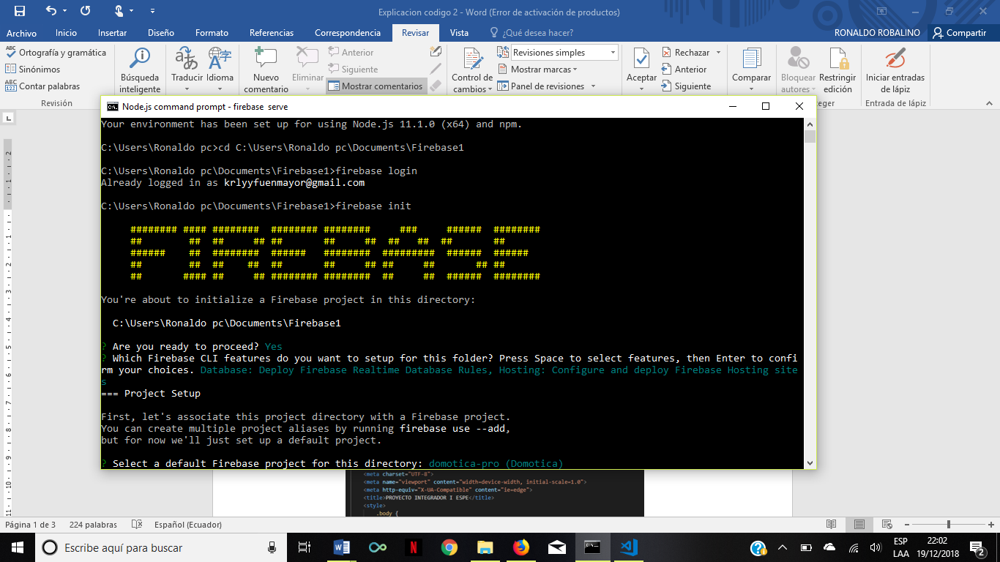 Explicacion codigo 2 - Word (Error de activación de productos)
Archivo Inicio Insertar Diseño Formato Referencias Correspondencia Revisar Vista ¿Qué desea hacer? RONALDO ROBALINO Compartir
ABC Ortografía y gramática
Sinónimos
ABC 123 Contar palabras
Revisión
Búsqueda inteligente
Traducir Idioma
Nuevo comentario
Eliminar
Anterior
Siguiente
Mostrar comentarios
Control de cambios
Revisiones simples
Mostrar marcas
Panel de revisiones
Aceptar
Rechazar
Anterior
Siguiente
Comparar
Bloquear autores
Restringir edición
teger
Iniciar entradas de lápiz
Entrada de lápiz
Node.js command prompt - firebase serve
Your environment has been set up for using Node.js 11.1.0 (x64) and npm.
C:\Users\Ronaldo pc>cd C:\Users\Ronaldo pc\Documents\Firebase1
C:\Users\Ronaldo pc\Documents\Firebase1>firebase login
Already logged in as krlyyfuenmayor@gmail.com
C:\Users\Ronaldo pc\Documents\Firebase1>firebase init
FIREBASE
You're about to initialize a Firebase project in this directory:
C:\Users\Ronaldo pc\Documents\Firebase1
? Are you ready to proceed? Yes
? Which Firebase CLI features do you want to setup for this folder? Press Space to select features, then Enter to confi
rm your choices. Database: Deploy Firebase Realtime Database Rules, Hosting: Configure and deploy Firebase Hosting site
s
=== Project Setup
First, let's associate this project directory with a Firebase project.
You can create multiple project aliases by running firebase use --add,
but for now we'll just set up a default project.
? Select a default Firebase project for this directory: domotica-pro (Domotica)
<meta charset="UTF-8">
<meta name="viewport" content="width=device-width, initial-scale=1.0">
<meta http-equiv="X-UA-Compatible" content="ie=edge">
<title>PROYECTO INTEGRADOR I ESPE</title>
<style>
.body {
Página 1 de 3 224 palabras Español (Ecuador)
Escribe aquí para buscar
ESP
LAA
22:02
19/12/2018
2